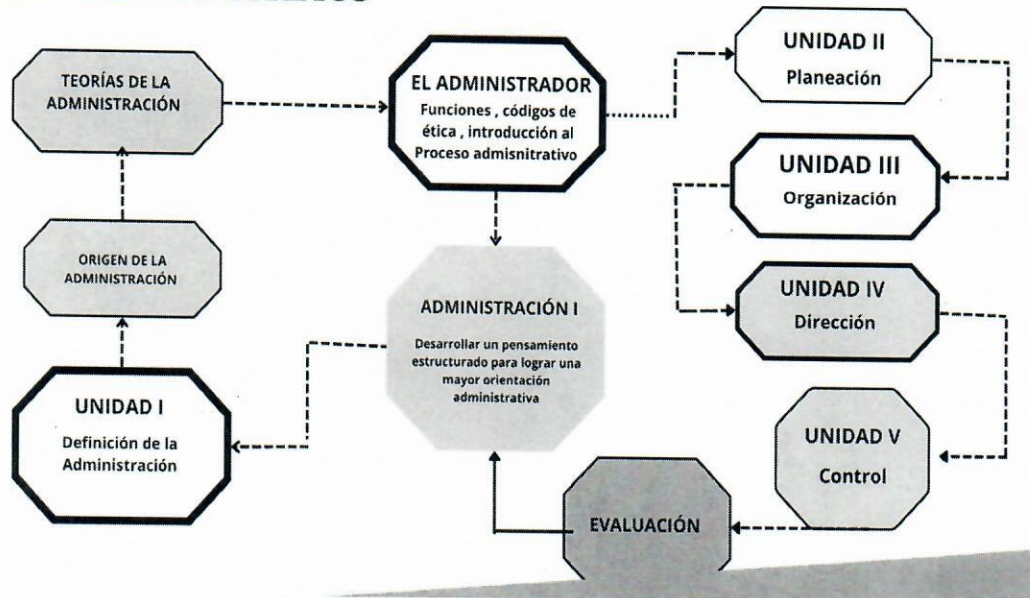 TEORÍAS DE LA
ADMINISTRACIÓN
EL ADMINISTRADOR
Funciones , códigos de
ética , introducción al
Proceso admisnitrativo
UNIDAD II
Planeación
UNIDAD III
Organización
ORIGEN DE LA
ADMINISTRACIÓN
ADMINISTRACIÓN I
Desarrollar un pensamiento
estructurado para lograr una
mayor orientación
administrativa
UNIDAD IV
Dirección
UNIDAD I
Definición de la
Administración
UNIDAD V
Control
EVALUACIÓN